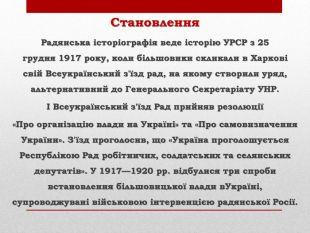 Становлення
Радянська історіографія веде історію УРСР з 25
грудня 1917 року, коли більшовики скликали в Харкові
свій Всеукраїнський з'їзд рад, на якому створили уряд,
альтернативний до Генерального Секретаріату УНР.
І Всеукраїнський з'їзд Рад прийняв резолюції
«Про організацію влади на Україні» та «Про самовизначення
України». З'їзд проголосив, що «Україна проголошується
Республікою Рад робітничих, солдатських та селянських
депутатів». У 1917—1920 рр. відбулися три спроби
встановлення більшовицької влади вУкраїні,
супроводжувані військовою інтервенцією радянської Росії.